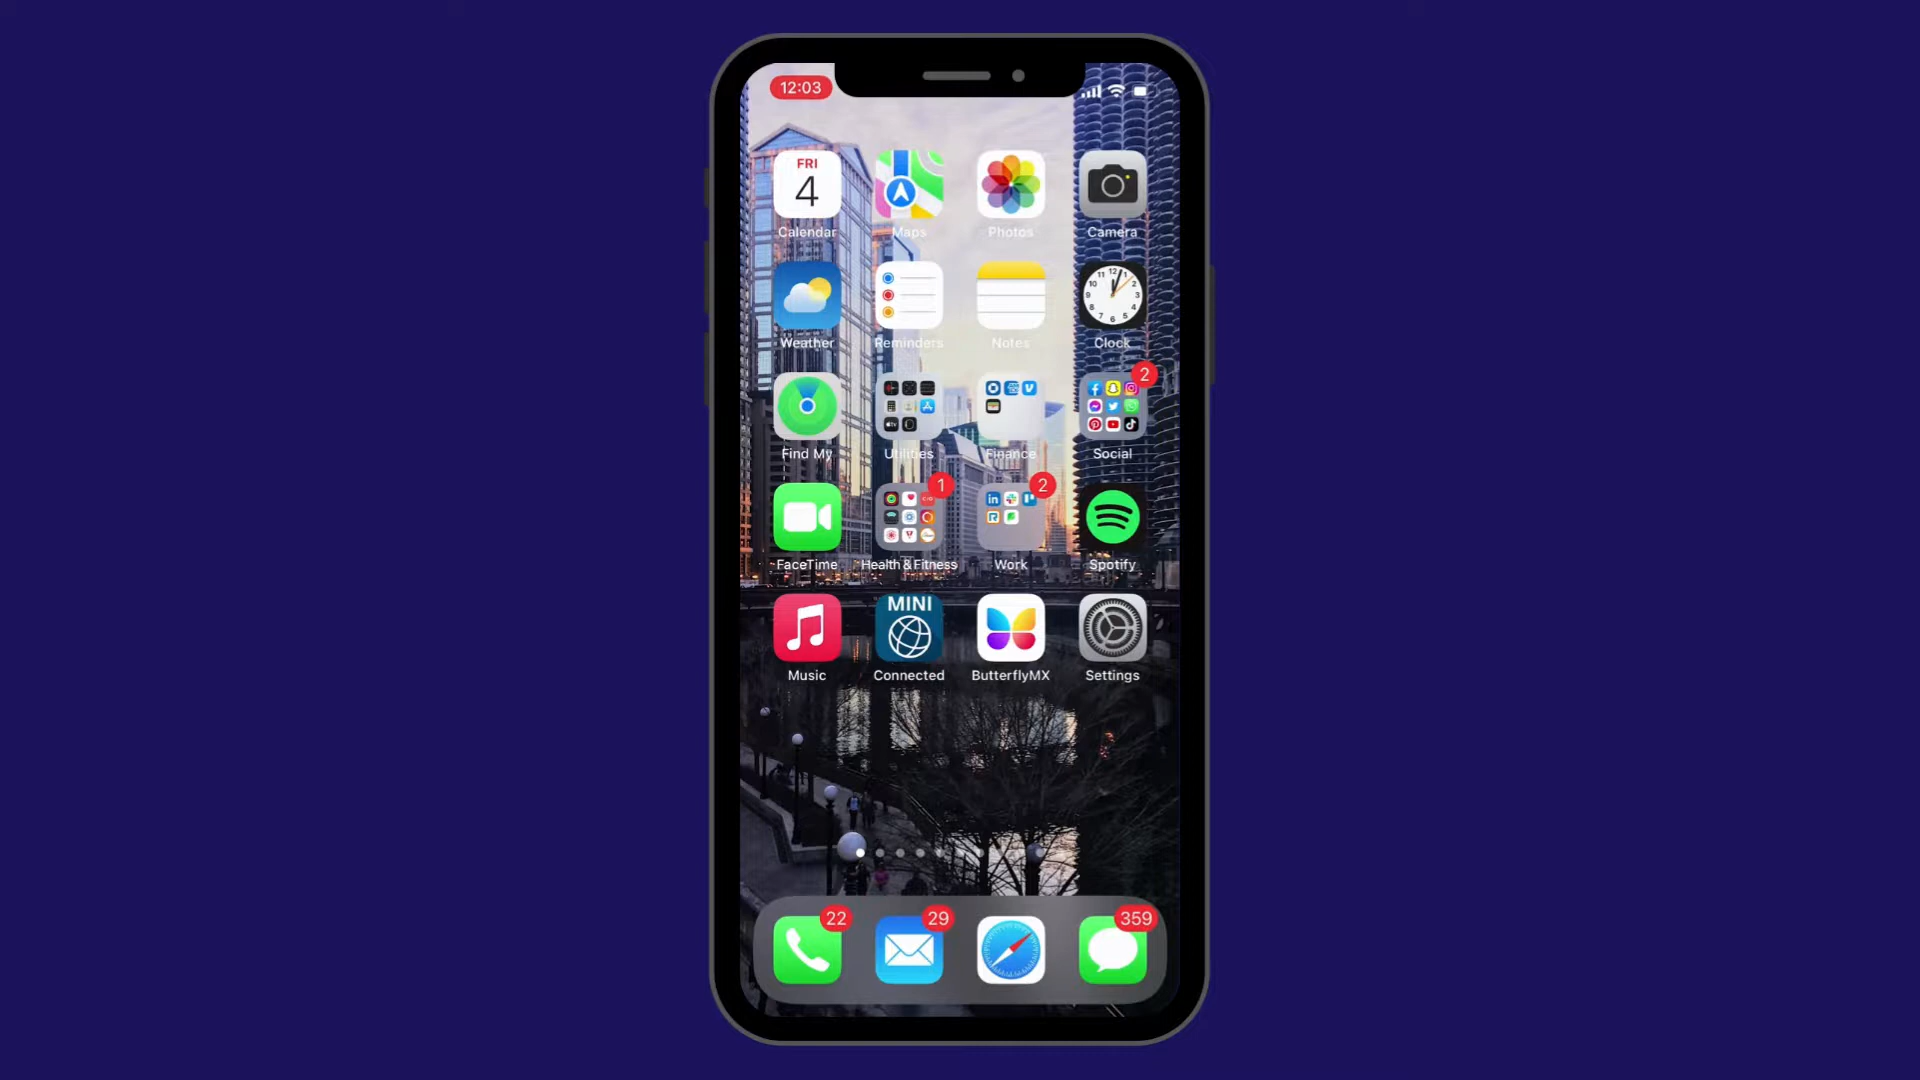 12:03
FRI
4
Calendar
Maps
Photos
Camera
Weather
Reminders
Notes
Clock
2
Find My
Utilities
Finance
Social
1
2
FaceTime
Health & Fitness
Work
Spotify
MINI
Music
Connected
ButterflyMX
Settings
22
29
359